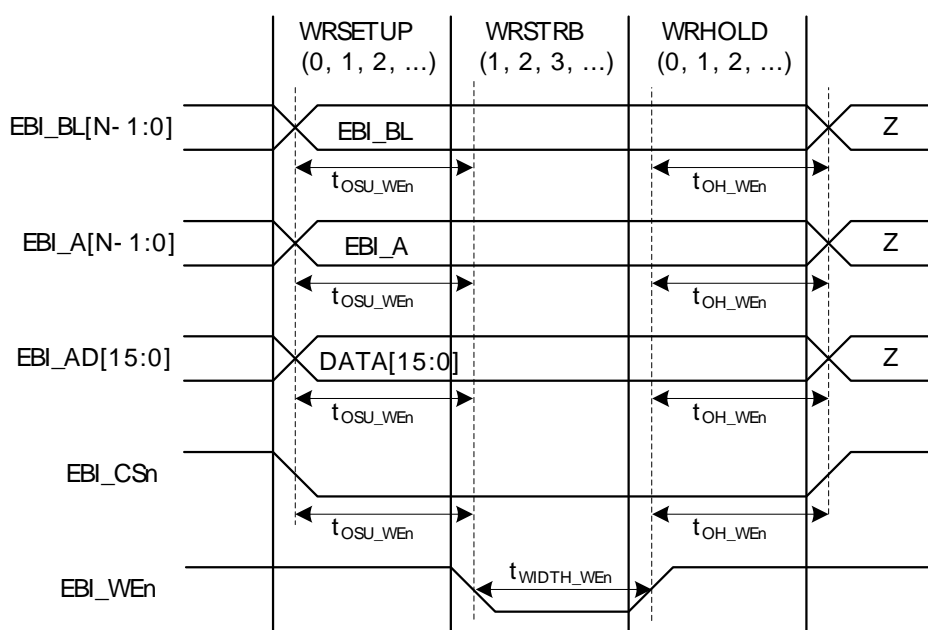 WRSETUP WRSTRB WRHOLD
(0, 1, 2, ...) (1, 2, 3, ...) (0, 1, 2, ...)
EBI_BL[N-1:0] EBI_BL Z
tOSU_WEn tOH_WEn
EBI_A[N-1:0] EBI_A Z
tOSU_WEn tOH_WEn
EBI_AD[15:0] DATA[15:0] Z
tOSU_WEn tOH_WEn
EBI_CSn
tOSU_WEn tOH_WEn
EBI_WEn tWIDTH_WEn